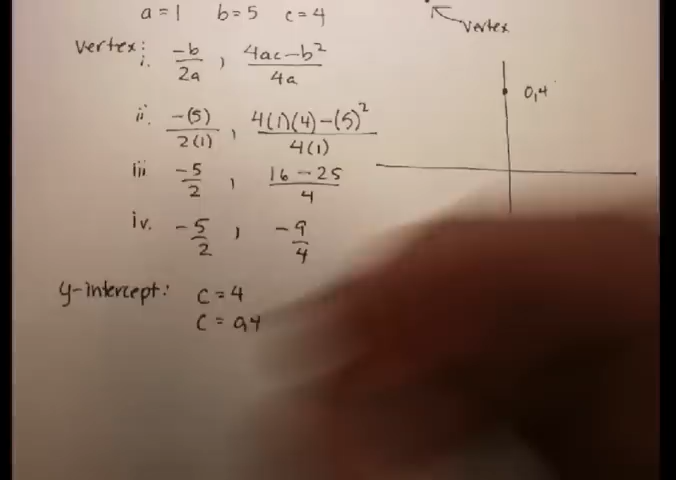 a = 1 b = 5 c = 4
vertex
vertex:
i. -b/2a , 4ac-b²/4a
0,4
ii. -(5)/2(1) , 4(1)(4)-(5)²/4(1)
iii -5/2 , 16-25/4
iv. -5/2 , -9/4
y-intercept: c = 4
c = 0,4